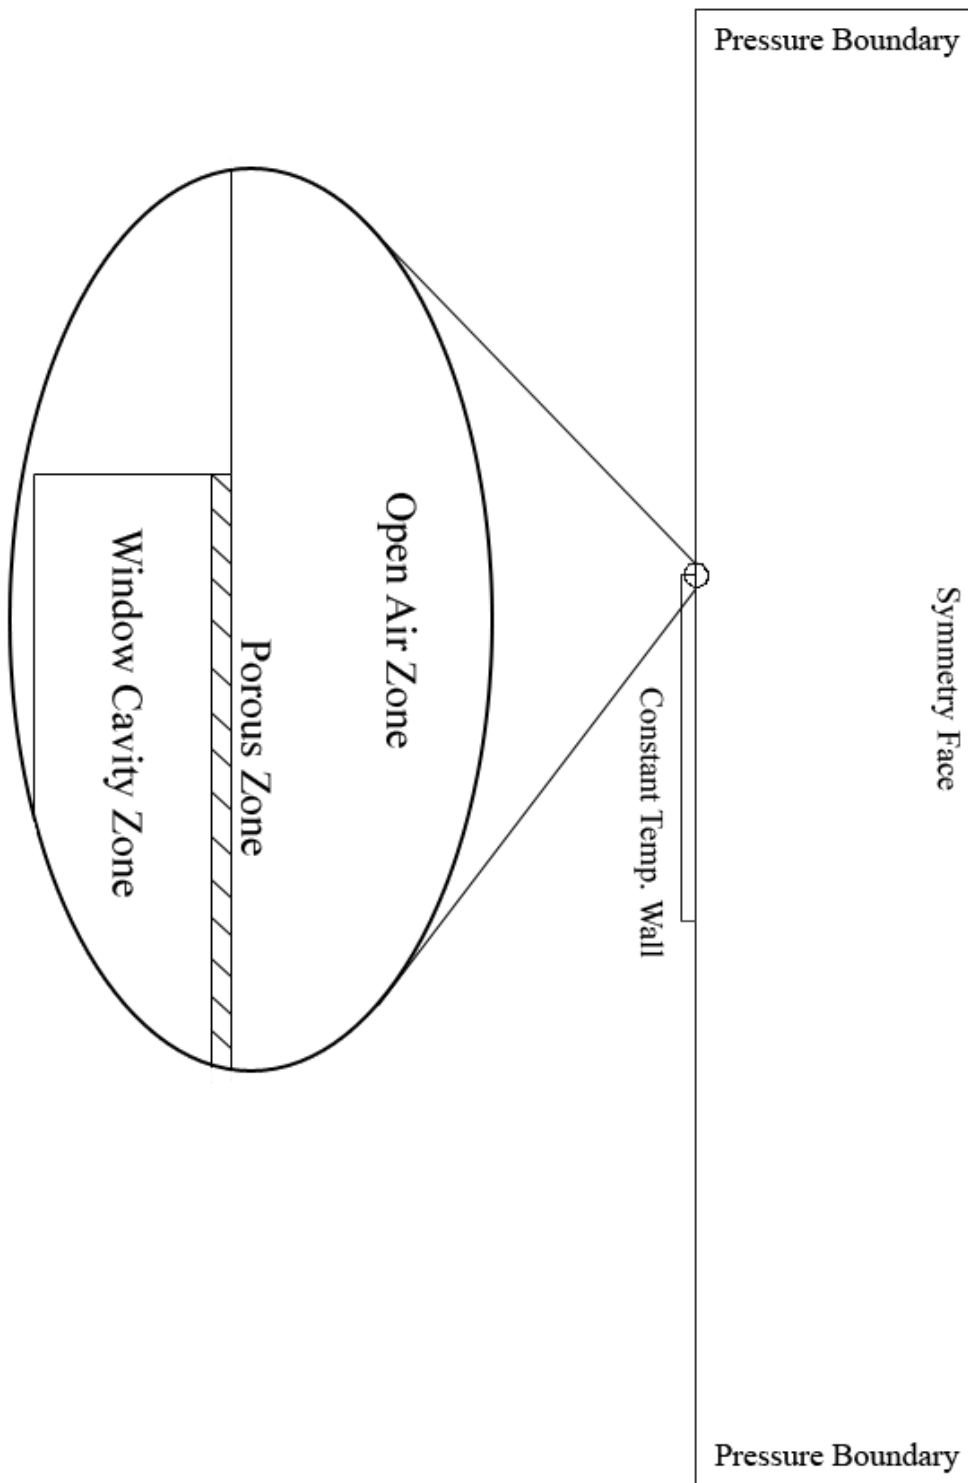 Pressure Boundary
Symmetry Face
Open Air Zone
Window Cavity Zone
Porous Zone
Constant Temp. Wall
Pressure Boundary